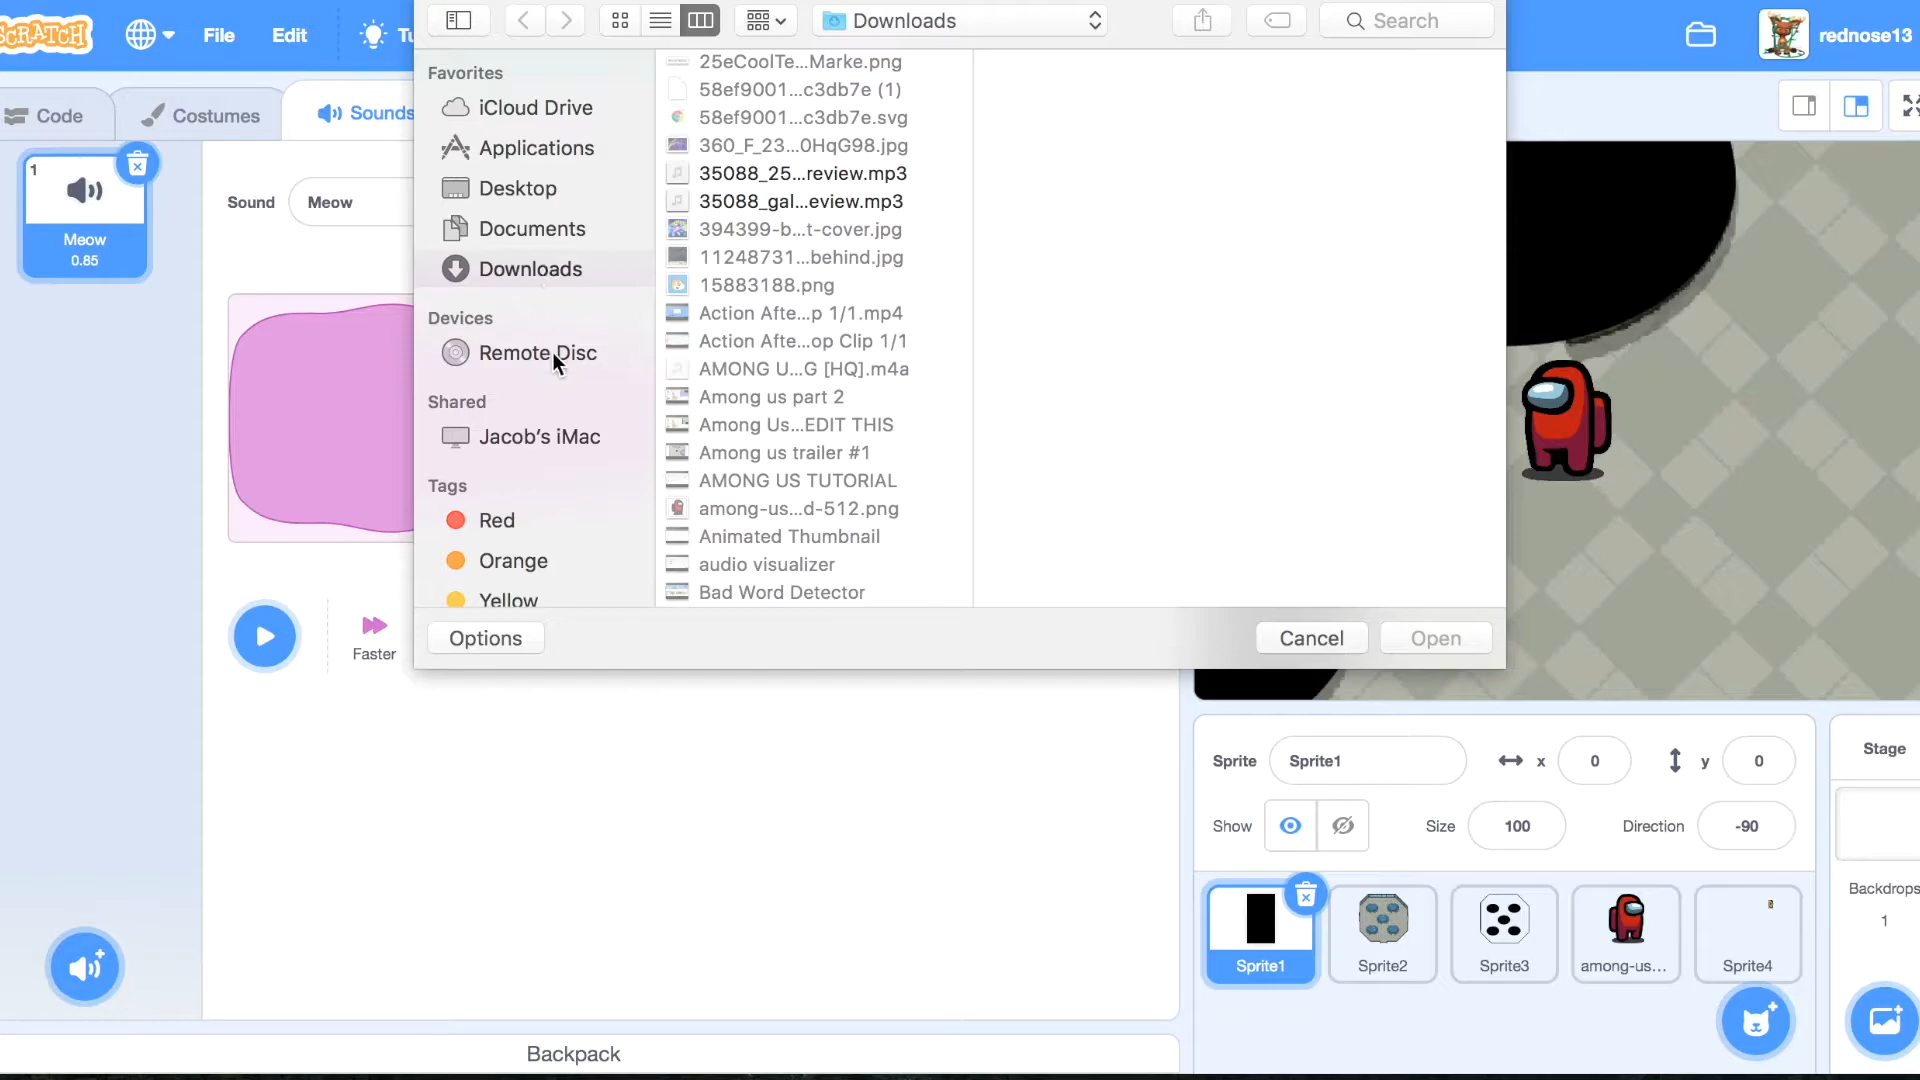 SCRATCH
File
Edit
Tu
Downloads
Search
rednose13
Code
Costumes
Sounds
1
Meow
0.85
Sound
Meow
Faster
Favorites
iCloud Drive
Applications
Desktop
Documents
Downloads
Devices
Remote Disc
Shared
Jacob's iMac
Tags
Red
Orange
Yellow
25eCoolTe...Marke.png
58ef9001...c3db7e (1)
58ef9001...c3db7e.svg
360_F_23...0HqG98.jpg
35088_25...review.mp3
35088_gal...eview.mp3
394399-b...t-cover.jpg
11248731...behind.jpg
15883188.png
Action Afte...p 1/1.mp4
Action Afte...op Clip 1/1
AMONG U...G [HQ].m4a
Among us part 2
Among Us...EDIT THIS
Among us trailer #1
AMONG US TUTORIAL
among-us...d-512.png
Animated Thumbnail
audio visualizer
Bad Word Detector
Options
Cancel
Open
Sprite
Sprite1
x
0
y
0
Show
Size
100
Direction
-90
Sprite1
Sprite2
Sprite3
among-us...
Sprite4
Stage
Backdrops
1
Backpack